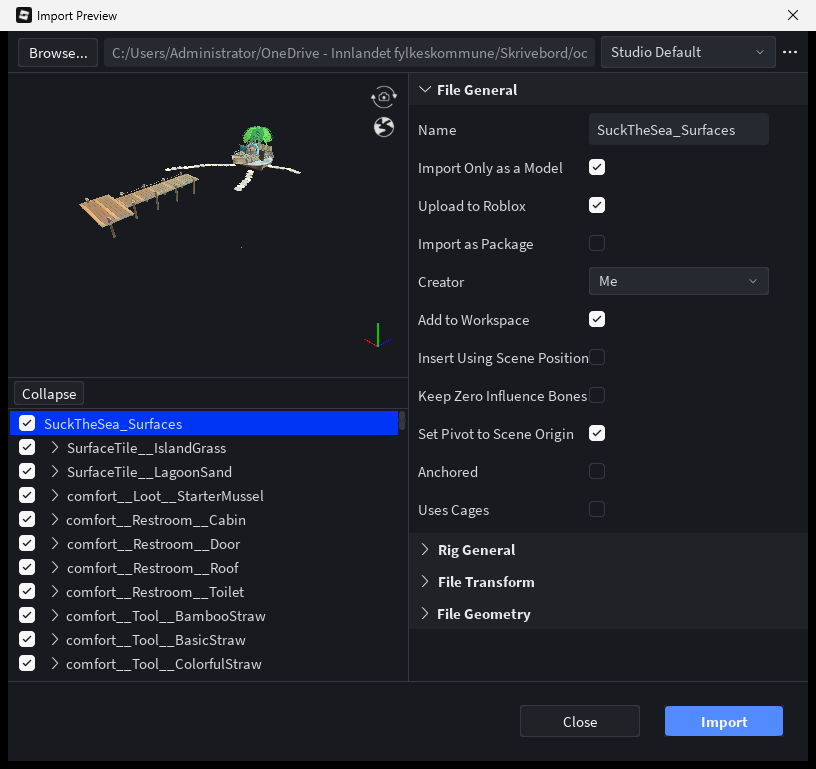 Import Preview
Browse... C:/Users/Administrator/OneDrive - Innlandet fylkeskommune/Skrivebord/oc Studio Default
File General
Name SuckTheSea_Surfaces
Import Only as a Model
Upload to Roblox
Import as Package
Creator Me
Add to Workspace
Insert Using Scene Position
Keep Zero Influence Bones
Set Pivot to Scene Origin
Anchored
Uses Cages
Rig General
File Transform
File Geometry
Collapse
SuckTheSea_Surfaces
SurfaceTile__IslandGrass
SurfaceTile__LagoonSand
comfort__Loot__StarterMussel
comfort__Restroom__Cabin
comfort__Restroom__Door
comfort__Restroom__Roof
comfort__Restroom__Toilet
comfort__Tool__BambooStraw
comfort__Tool__BasicStraw
comfort__Tool__ColorfulStraw
Close Import